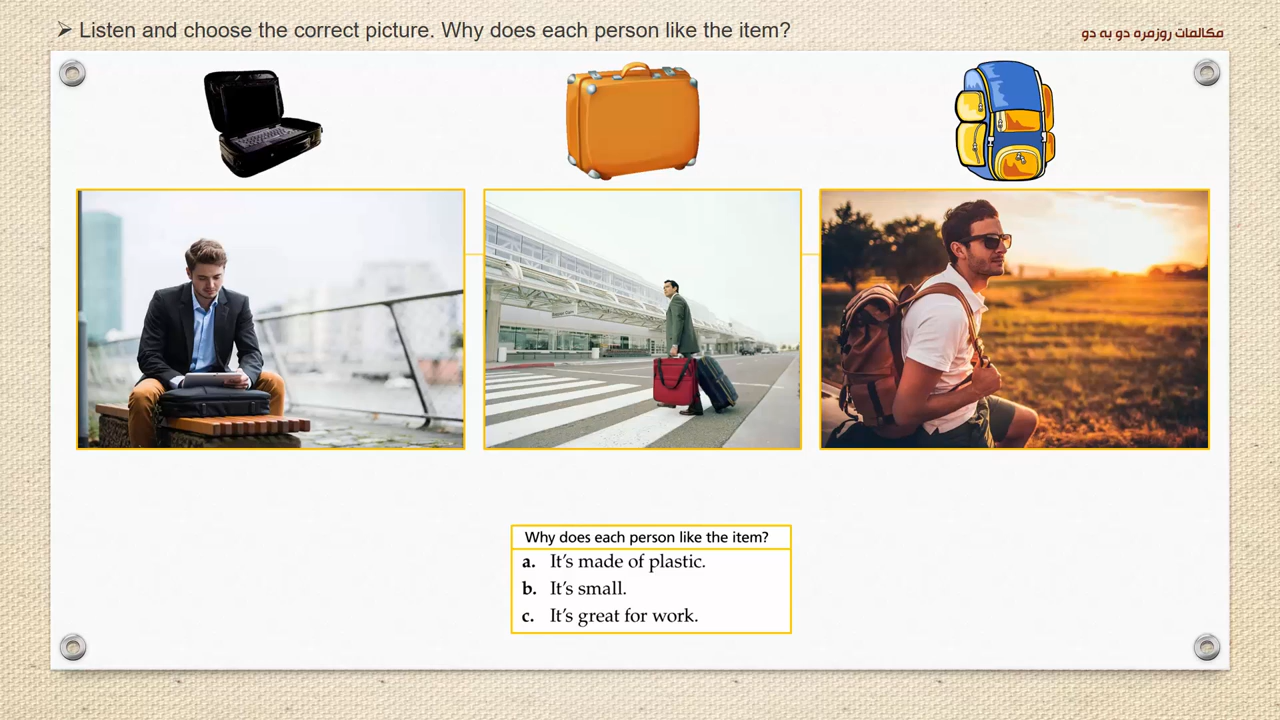 ➢ Listen and choose the correct picture. Why does each person like the item?
مکالمات روزمره دو به دو
Why does each person like the item?
a. It's made of plastic.
b. It's small.
c. It's great for work.